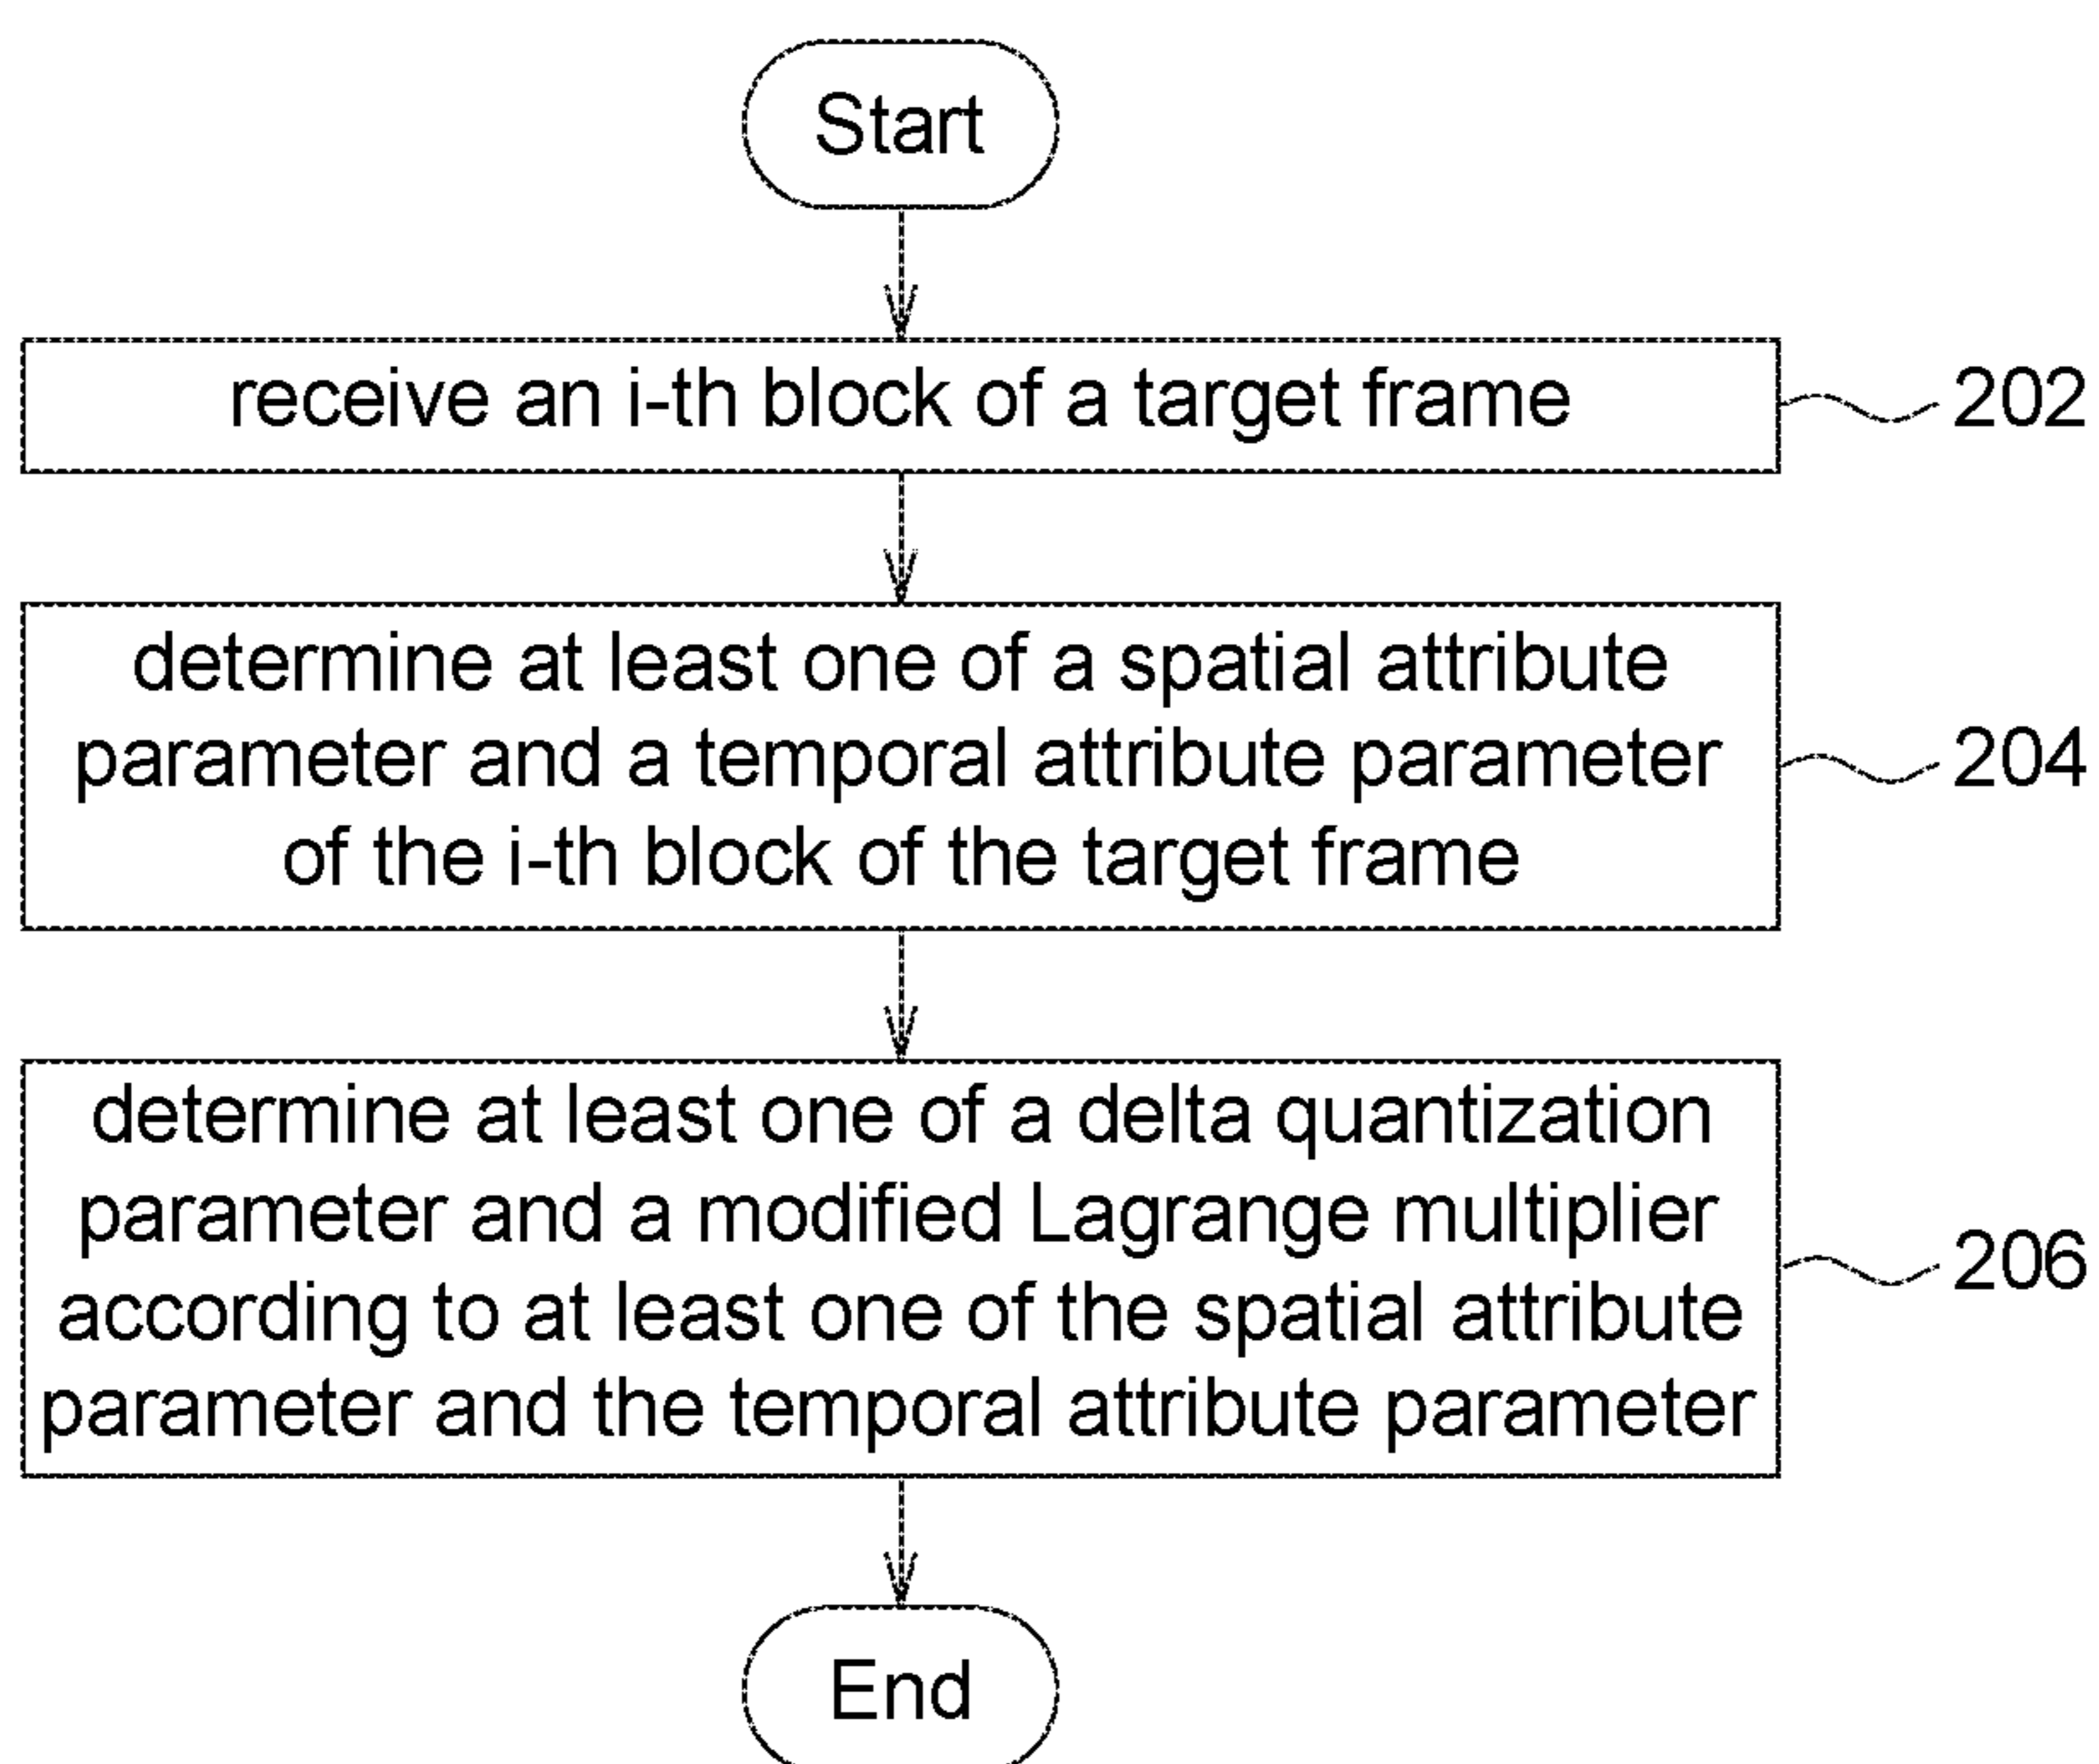 Start
receive an i-th block of a target frame
202
determine at least one of a spatial attribute
parameter and a temporal attribute parameter
of the i-th block of the target frame
204
determine at least one of a delta quantization
parameter and a modified Lagrange multiplier
according to at least one of the spatial attribute
parameter and the temporal attribute parameter
206
End